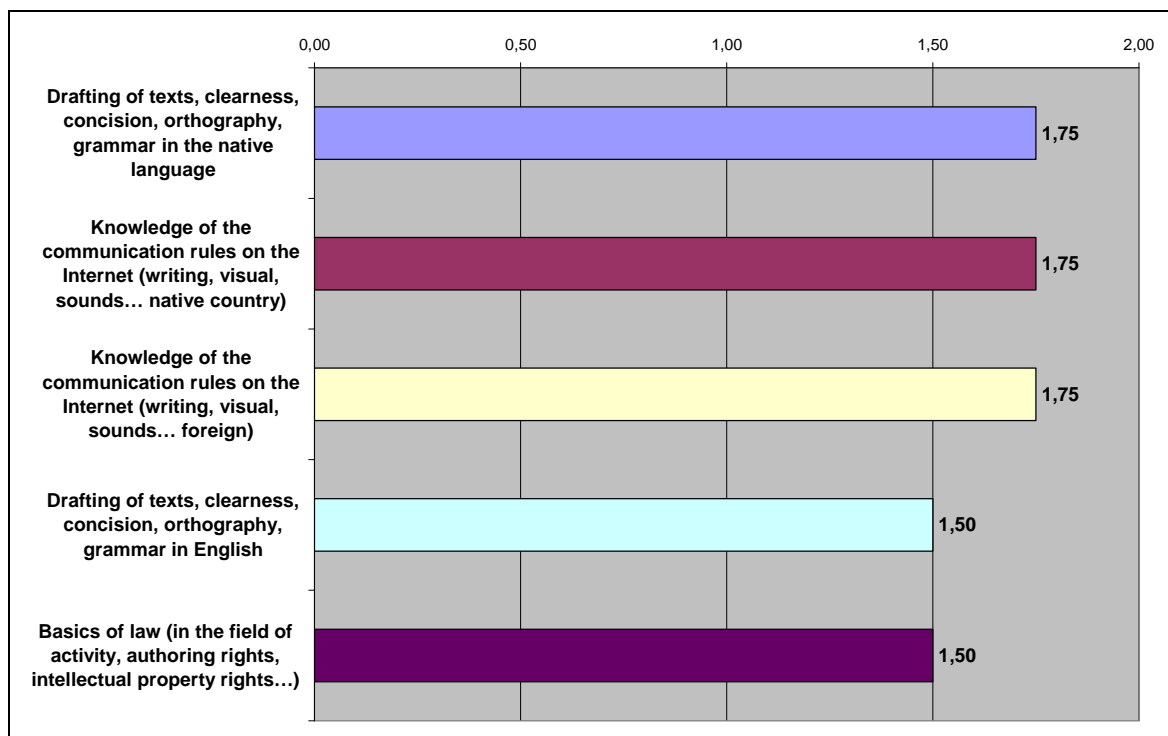 0,00 0,50 1,00 1,50 2,00
Drafting of texts, clearness,
concision, orthography,
grammar in the native
language
1,75
Knowledge of the
communication rules on the
Internet (writing, visual,
sounds… native country)
1,75
Knowledge of the
communication rules on the
Internet (writing, visual,
sounds… foreign)
1,75
Drafting of texts, clearness,
concision, orthography,
grammar in English
1,50
Basics of law (in the field of
activity, authoring rights,
intellectual property rights…)
1,50